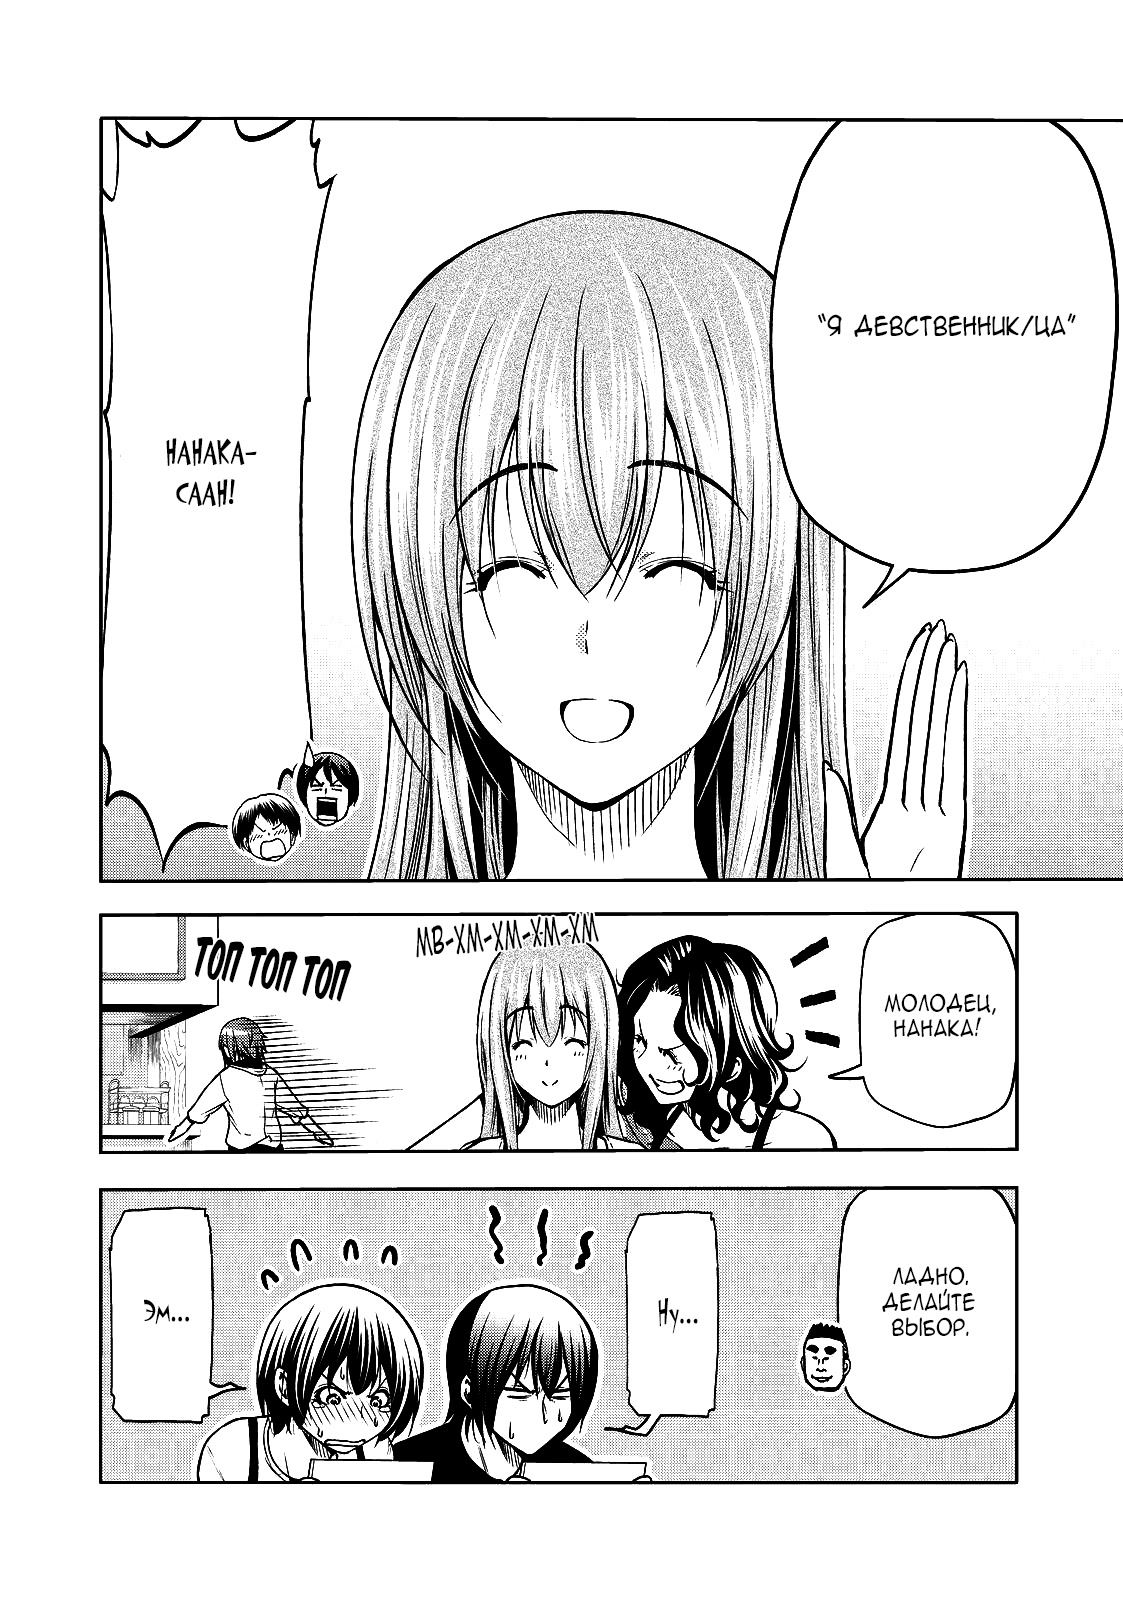 "Я ДЕВСТВЕННИК/ЦА"
НАНАКА-
СААН!
МОЛОДЕЦ,
НАНАКА!
МВ-ХМ-ХМ-ХМ-ХМ
ТОП ТОП ТОП
ЛАДНО,
ДЕЛАЙТЕ
ВЫБОР.
Ну...
Эм...